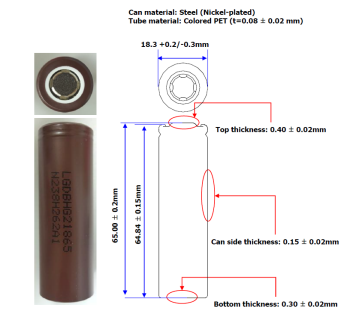 Can material: Steel (Nickel-plated)
Tube material: Colored PET (t=0.08 ± 0.02 mm)
18.3 +0.2/-0.3mm
Top thickness: 0.40 ± 0.02mm
65.00 ± 0.2mm
64.84 ± 0.15mm
Can side thickness: 0.15 ± 0.02mm
Bottom thickness: 0.30 ± 0.02mm
LGDBHG21865